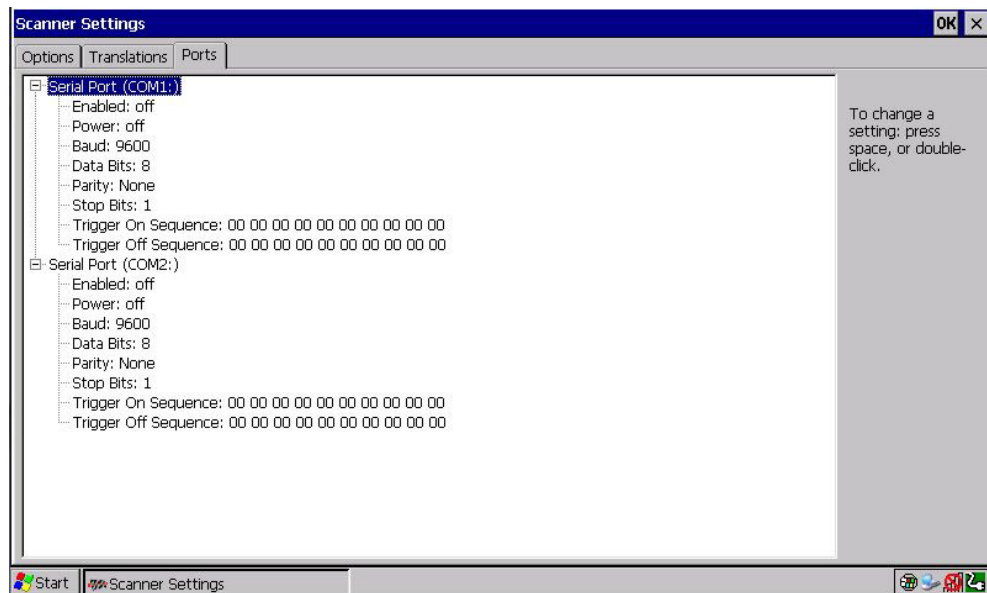 Scanner Settings OK ×
Options Translations Ports
Serial Port (COM1:)
Enabled: off
Power: off
Baud: 9600
Data Bits: 8
Parity: None
Stop Bits: 1
Trigger On Sequence: 00 00 00 00 00 00 00 00 00 00
Trigger Off Sequence: 00 00 00 00 00 00 00 00 00 00
Serial Port (COM2:)
Enabled: off
Power: off
Baud: 9600
Data Bits: 8
Parity: None
Stop Bits: 1
Trigger On Sequence: 00 00 00 00 00 00 00 00 00 00
Trigger Off Sequence: 00 00 00 00 00 00 00 00 00 00
To change a
setting: press
space, or double-
click.
Start Scanner Settings